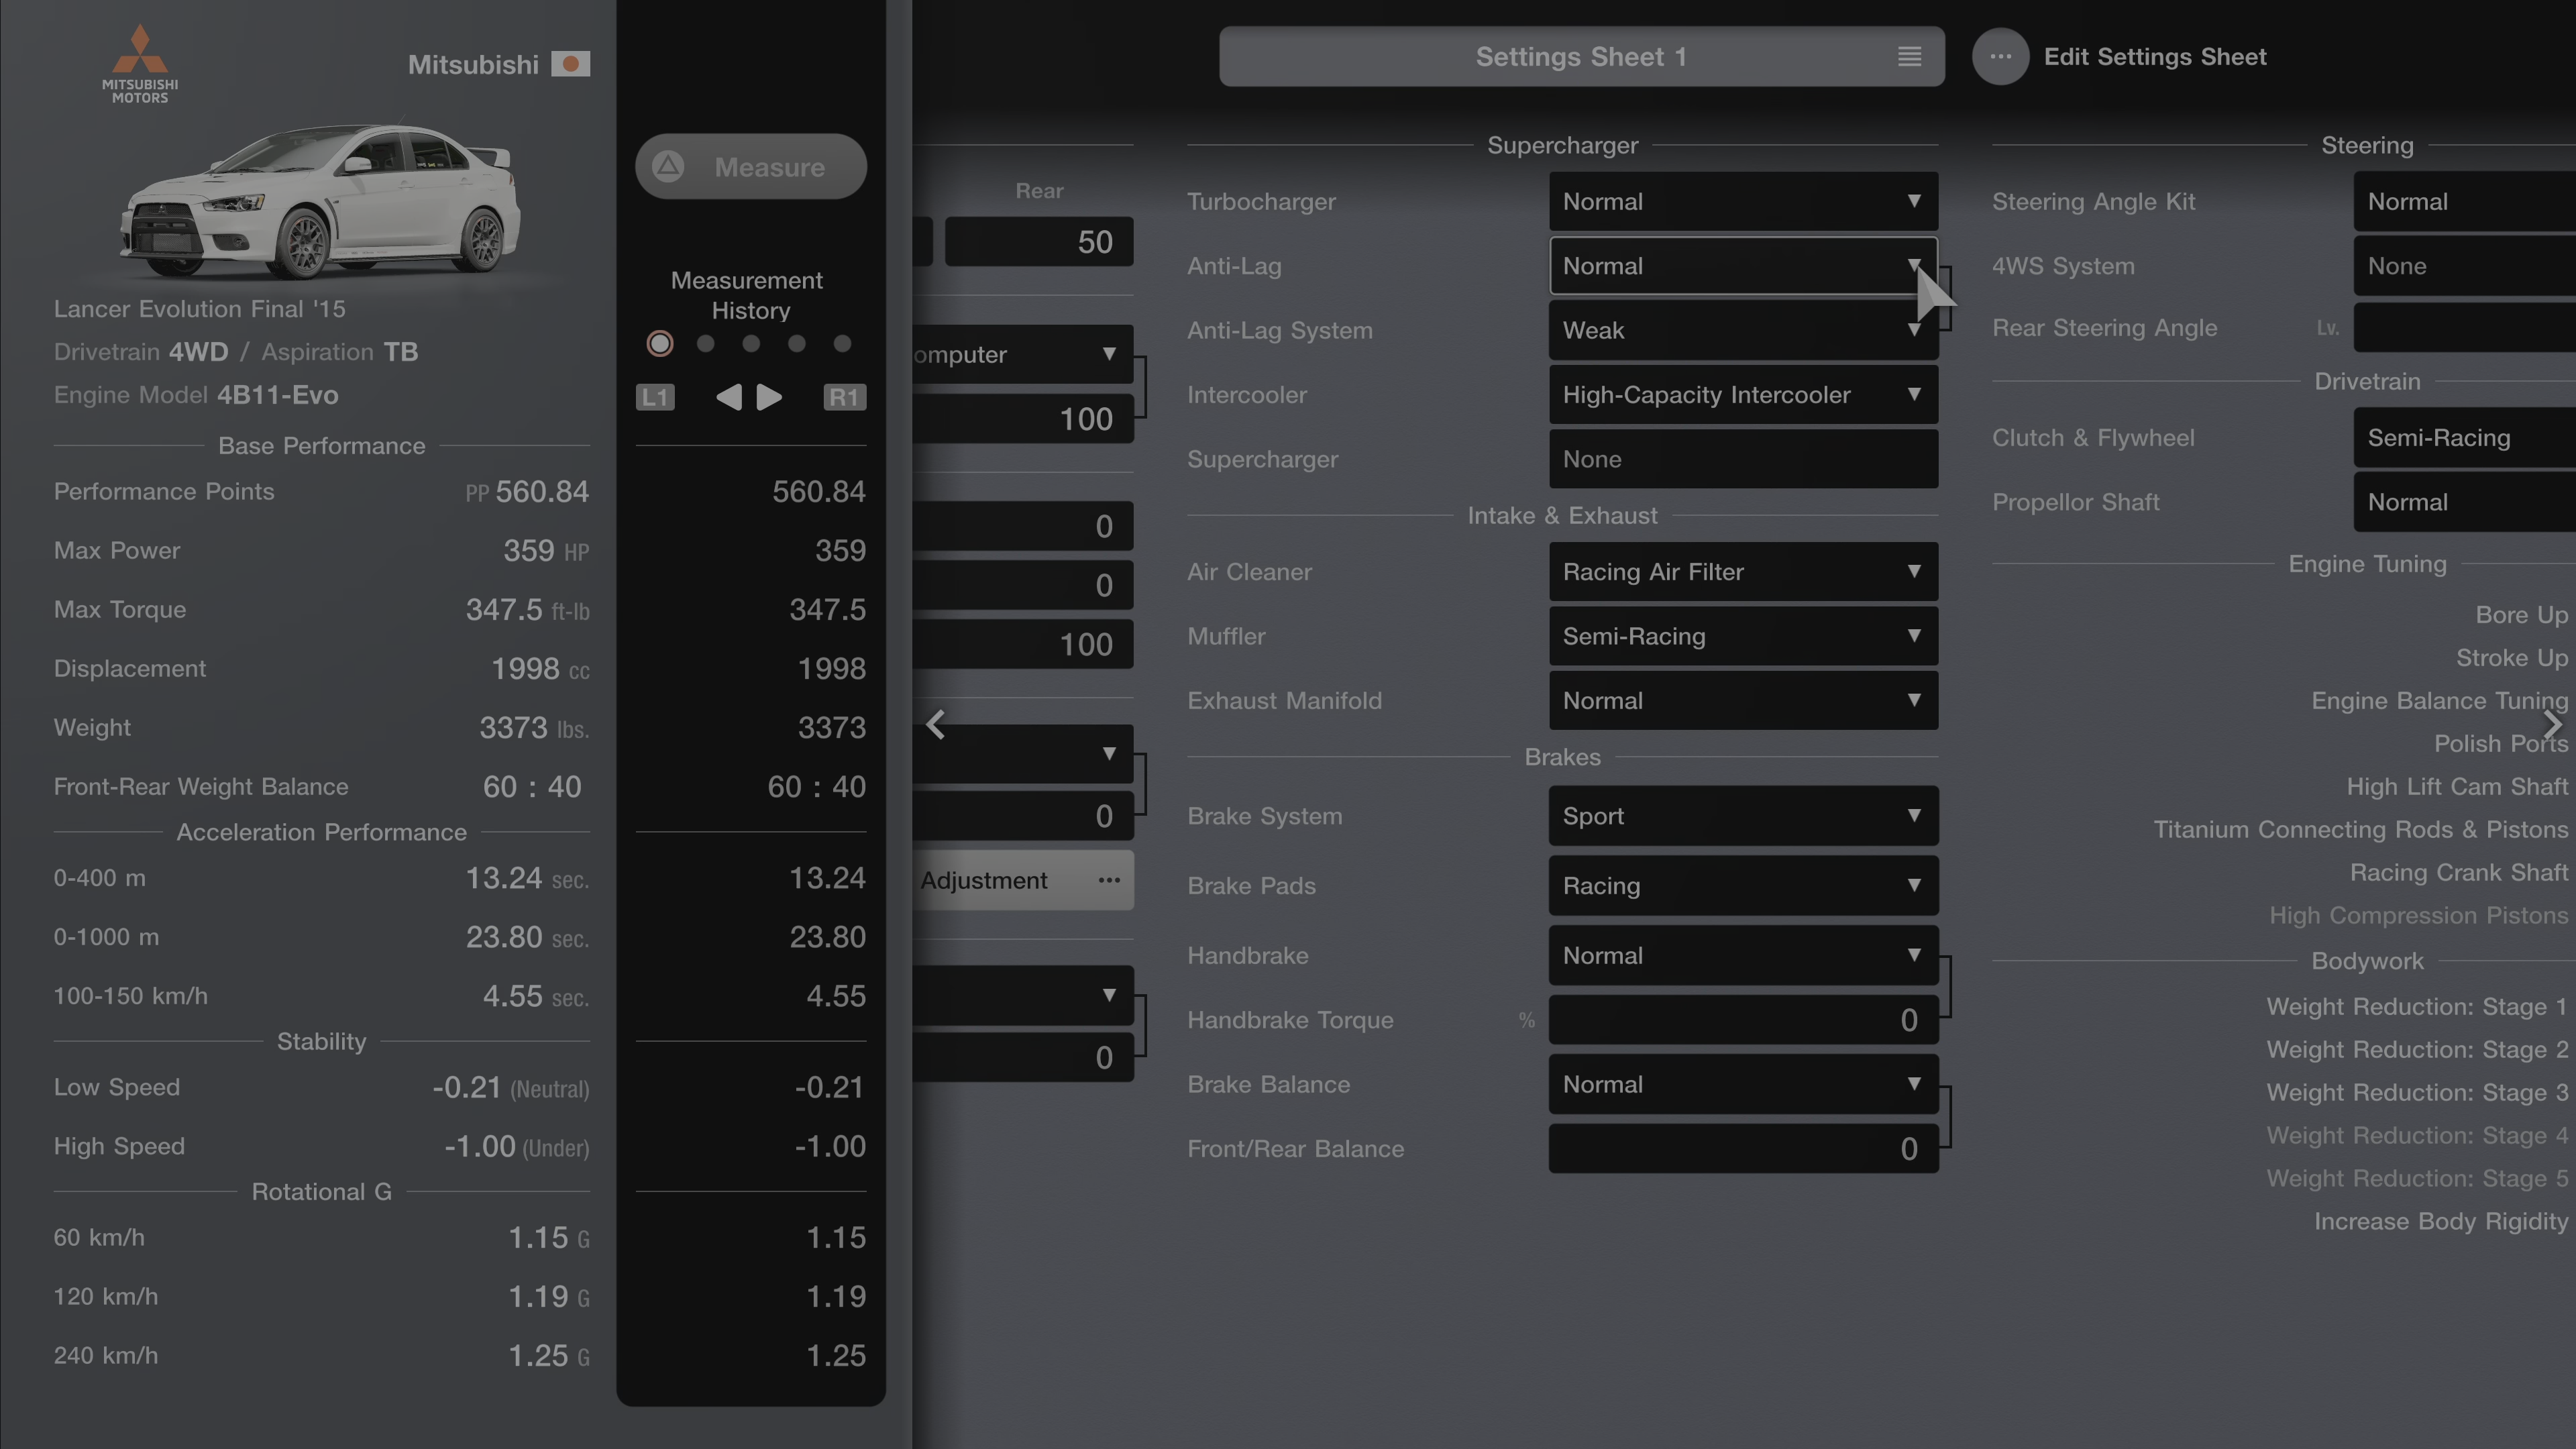 MITSUBISHI
MOTORS
Mitsubishi
Lancer Evolution Final '15
Drivetrain 4WD / Aspiration TB
Engine Model 4B11-Evo
Base Performance
Performance Points PP 560.84
Max Power 359 HP
Max Torque 347.5 ft-lb
Displacement 1998 cc
Weight 3373 lbs.
Front-Rear Weight Balance 60 : 40
Acceleration Performance
0-400 m 13.24 sec.
0-1000 m 23.80 sec.
100-150 km/h 4.55 sec.
Stability
Low Speed -0.21 (Neutral)
High Speed -1.00 (Under)
Rotational G
60 km/h 1.15 G
120 km/h 1.19 G
240 km/h 1.25 G
Measure
Measurement
History
L1 R1
560.84
359
347.5
1998
3373
60 : 40
13.24
23.80
4.55
-0.21
-1.00
1.15
1.19
1.25
Settings Sheet 1
Edit Settings Sheet
Rear
50
omputer
100
0
0
100
0
Adjustment
0
Supercharger
Turbocharger Normal
Anti-Lag Normal
Anti-Lag System Weak
Intercooler High-Capacity Intercooler
Supercharger None
Intake & Exhaust
Air Cleaner Racing Air Filter
Muffler Semi-Racing
Exhaust Manifold Normal
Brakes
Brake System Sport
Brake Pads Racing
Handbrake Normal
Handbrake Torque % 0
Brake Balance Normal
Front/Rear Balance 0
Steering
Steering Angle Kit Normal
4WS System None
Rear Steering Angle Lv.
Drivetrain
Clutch & Flywheel Semi-Racing
Propellor Shaft Normal
Engine Tuning
Bore Up
Stroke Up
Engine Balance Tuning
Polish Ports
High Lift Cam Shaft
Titanium Connecting Rods & Pistons
Racing Crank Shaft
High Compression Pistons
Bodywork
Weight Reduction: Stage 1
Weight Reduction: Stage 2
Weight Reduction: Stage 3
Weight Reduction: Stage 4
Weight Reduction: Stage 5
Increase Body Rigidity